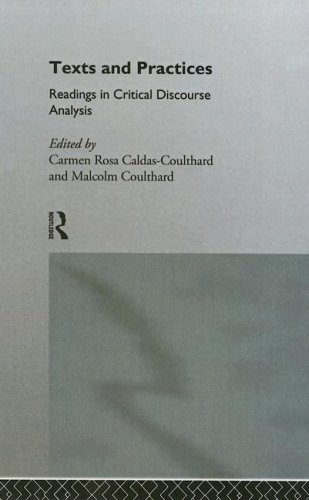 Texts and Practices
Readings in Critical Discourse
Analysis
Edited by
Carmen Rosa Caldas-Coulthard
and Malcolm Coulthard
ROUTLEDGE